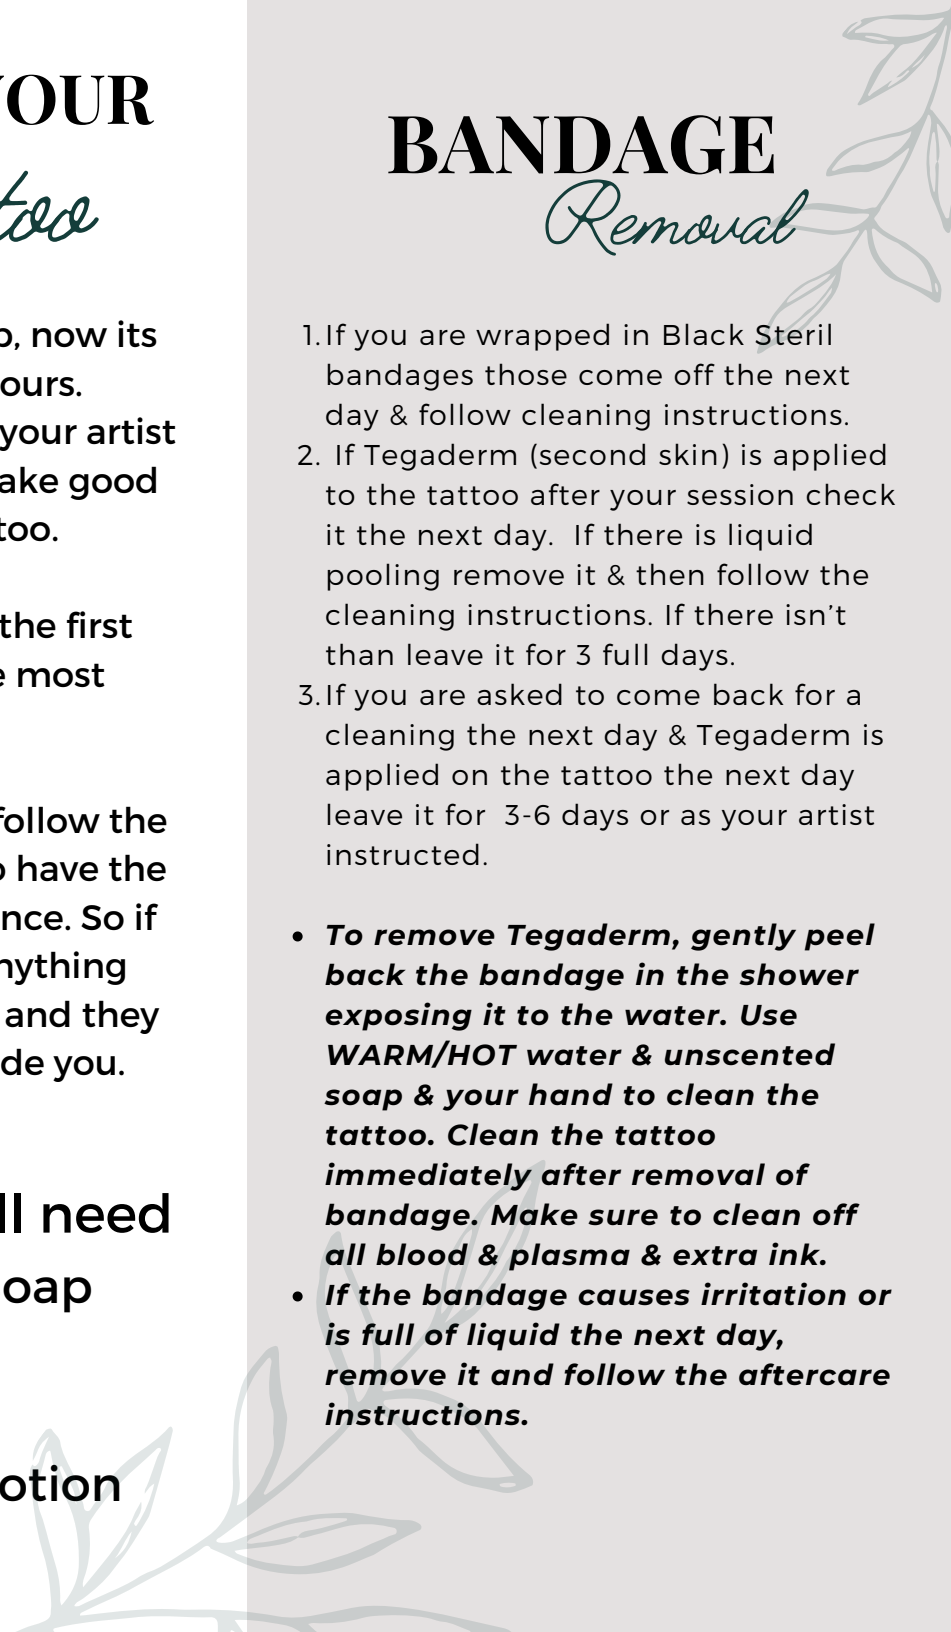 YOUR
too
p, now its
ours.
your artist
ake good
too.
the first
e most
follow the
o have the
nce. So if
nything
and they
de you.
ll need
oap
otion
BANDAGE
Removal
1. If you are wrapped in Black Steril
bandages those come off the next
day & follow cleaning instructions.
2. If Tegaderm (second skin) is applied
to the tattoo after your session check
it the next day. If there is liquid
pooling remove it & then follow the
cleaning instructions. If there isn’t
than leave it for 3 full days.
3. If you are asked to come back for a
cleaning the next day & Tegaderm is
applied on the tattoo the next day
leave it for 3-6 days or as your artist
instructed.
• To remove Tegaderm, gently peel
back the bandage in the shower
exposing it to the water. Use
WARM/HOT water & unscented
soap & your hand to clean the
tattoo. Clean the tattoo
immediately after removal of
bandage. Make sure to clean off
all blood & plasma & extra ink.
• If the bandage causes irritation or
is full of liquid the next day,
remove it and follow the aftercare
instructions.